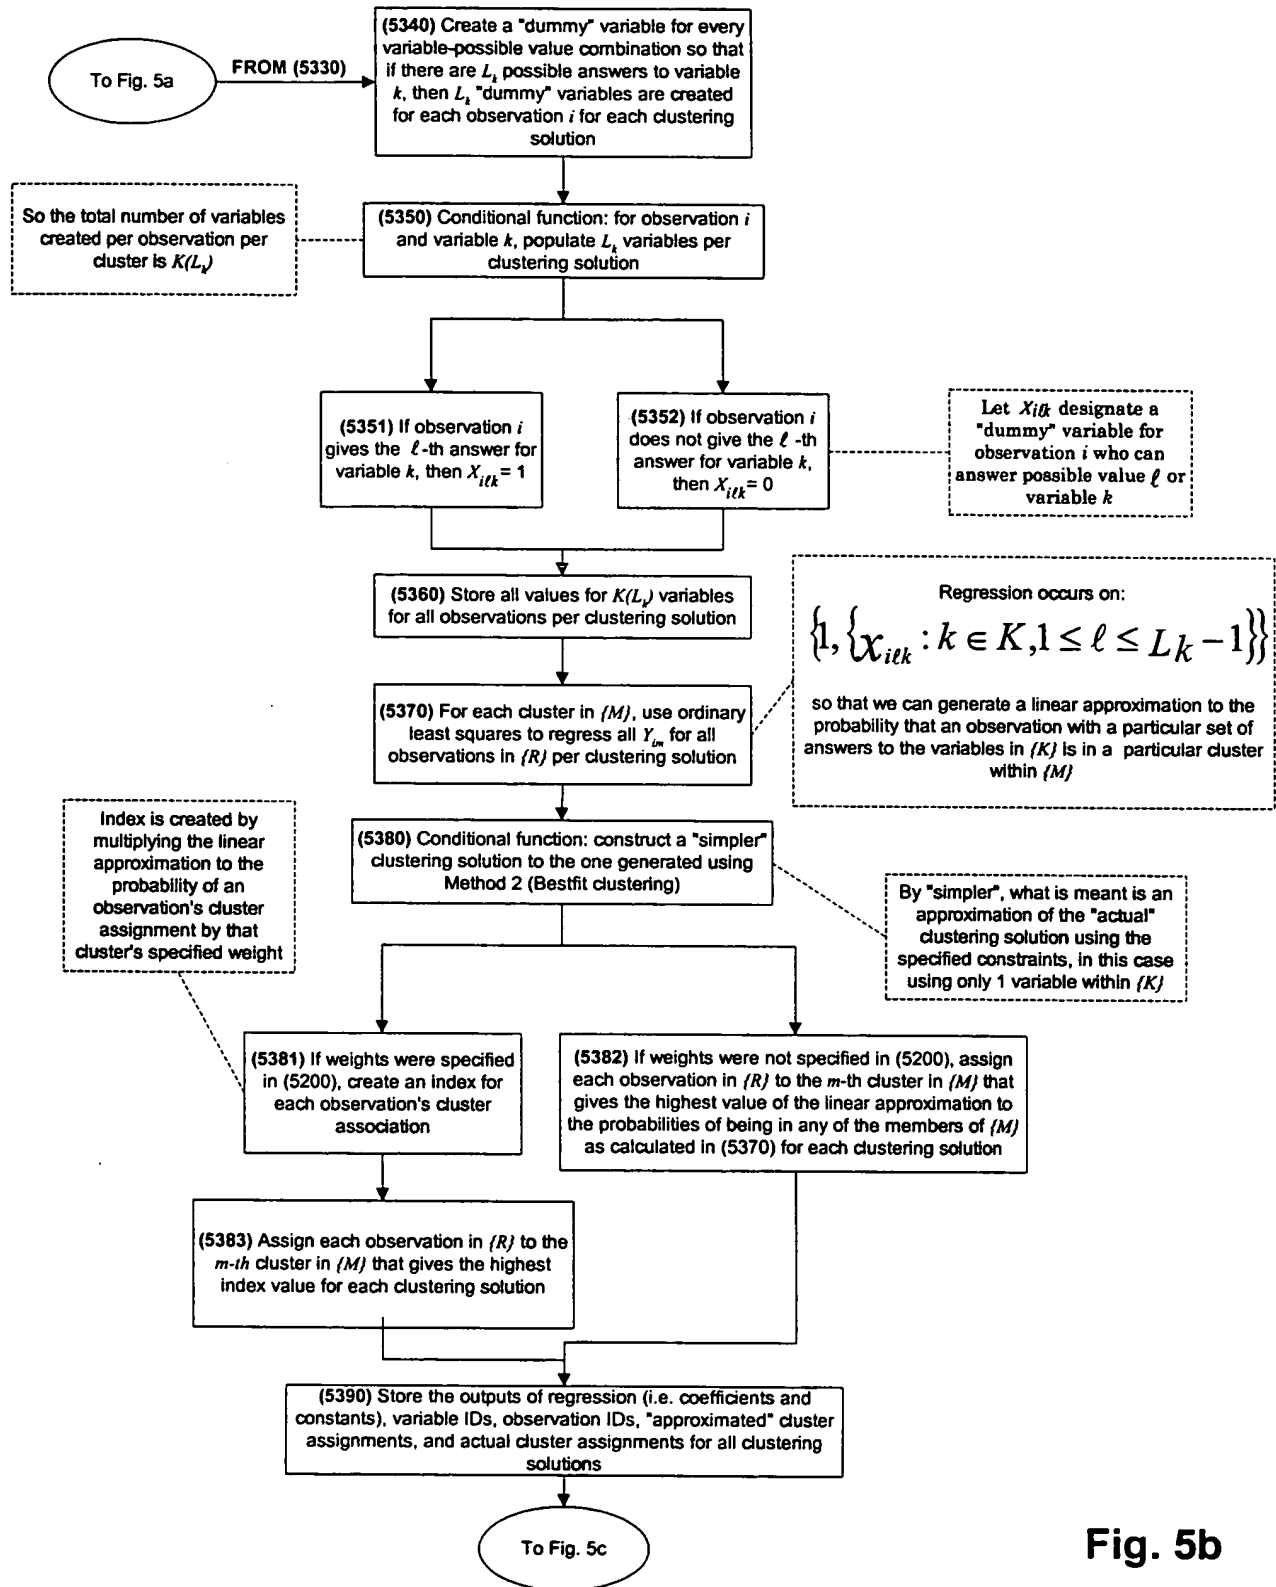 To Fig. 5a
FROM (5330)
(5340) Create a "dummy" variable for every
variable-possible value combination so that
if there are Lk possible answers to variable
k, then Lk "dummy" variables are created
for each observation i for each clustering
solution
So the total number of variables
created per observation per
cluster is K(Lk)
(5350) Conditional function: for observation i
and variable k, populate Lk variables per
clustering solution
(5351) If observation i
gives the ℓ-th answer for
variable k, then Xiℓk = 1
(5352) If observation i
does not give the ℓ -th
answer for variable k,
then Xiℓk = 0
Let Xiℓk designate a
"dummy" variable for
observation i who can
answer possible value ℓ or
variable k
(5360) Store all values for K(Lk) variables
for all observations per clustering solution
Regression occurs on:
{1, {Xiℓk : k ∈ K, 1 ≤ ℓ ≤ Lk − 1}}
so that we can generate a linear approximation to the
probability that an observation with a particular set of
answers to the variables in {K} is in a particular cluster
within {M}
(5370) For each cluster in {M}, use ordinary
least squares to regress all Yim for all
observations in {R} per clustering solution
Index is created by
multiplying the linear
approximation to the
probability of an
observation's cluster
assignment by that
cluster's specified weight
(5380) Conditional function: construct a "simpler"
clustering solution to the one generated using
Method 2 (Bestfit clustering)
By "simpler", what is meant is an
approximation of the "actual"
clustering solution using the
specified constraints, in this case
using only 1 variable within {K}
(5381) If weights were specified
in (5200), create an index for
each observation's cluster
association
(5382) If weights were not specified in (5200), assign
each observation in {R} to the m-th cluster in {M} that
gives the highest value of the linear approximation to
the probabilities of being in any of the members of {M}
as calculated in (5370) for each clustering solution
(5383) Assign each observation in {R} to the
m-th cluster in {M} that gives the highest
index value for each clustering solution
(5390) Store the outputs of regression (i.e. coefficients and
constants), variable IDs, observation IDs, "approximated" cluster
assignments, and actual cluster assignments for all clustering
solutions
To Fig. 5c
Fig. 5b